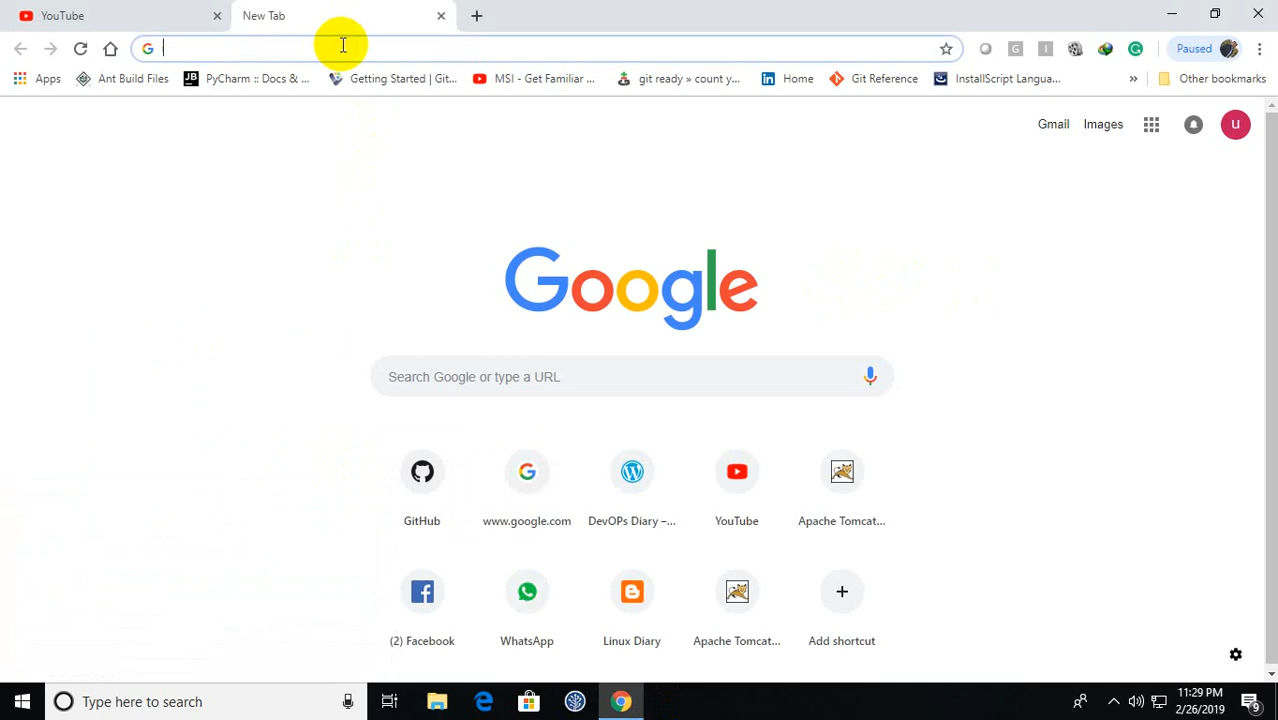 YouTube
New Tab
Paused
Apps
Ant Build Files
PyCharm :: Docs & ...
Getting Started | Git...
MSI - Get Familiar ...
git ready » count y...
Home
Git Reference
InstallScript Langua...
»
Other bookmarks
Gmail
Images
u
Google
Search Google or type a URL
GitHub
www.google.com
DevOPs Diary –...
YouTube
Apache Tomcat...
(2) Facebook
WhatsApp
Linux Diary
Apache Tomcat...
Add shortcut
Type here to search
11:29 PM
2/26/2019
9